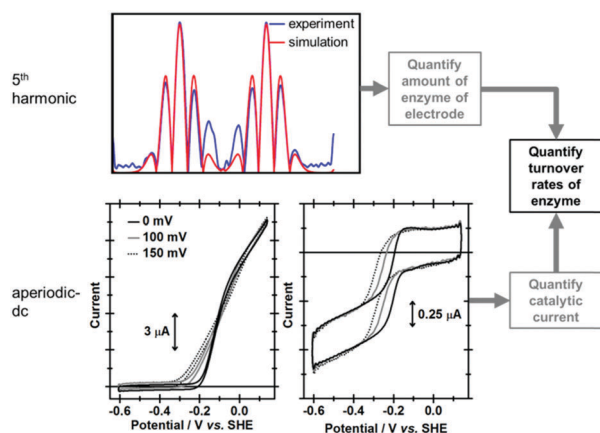 5th
harmonic
experiment
simulation
Quantify
amount of
enzyme of
electrode
Quantify
turnover
rates of
enzyme
aperiodic-
dc
Current
0 mV
100 mV
150 mV
3 µA
-0.6 -0.4 -0.2 0.0
Potential / V vs. SHE
Current
0.25 µA
-0.6 -0.4 -0.2 0.0
Potential / V vs. SHE
Quantify
catalytic
current